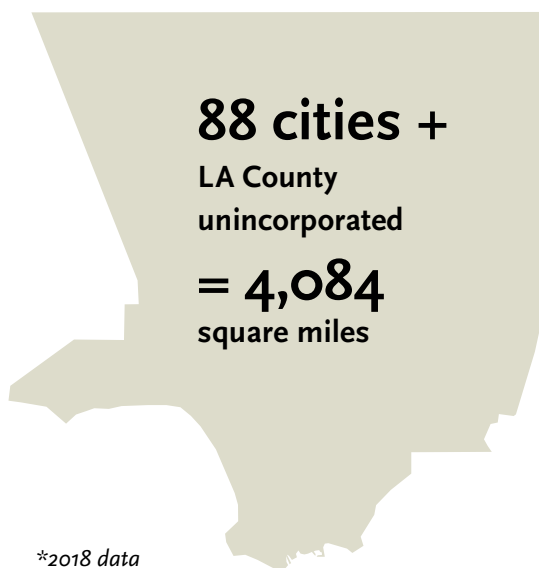 88 cities +
LA County
unincorporated
= 4,084
square miles
*2018 data